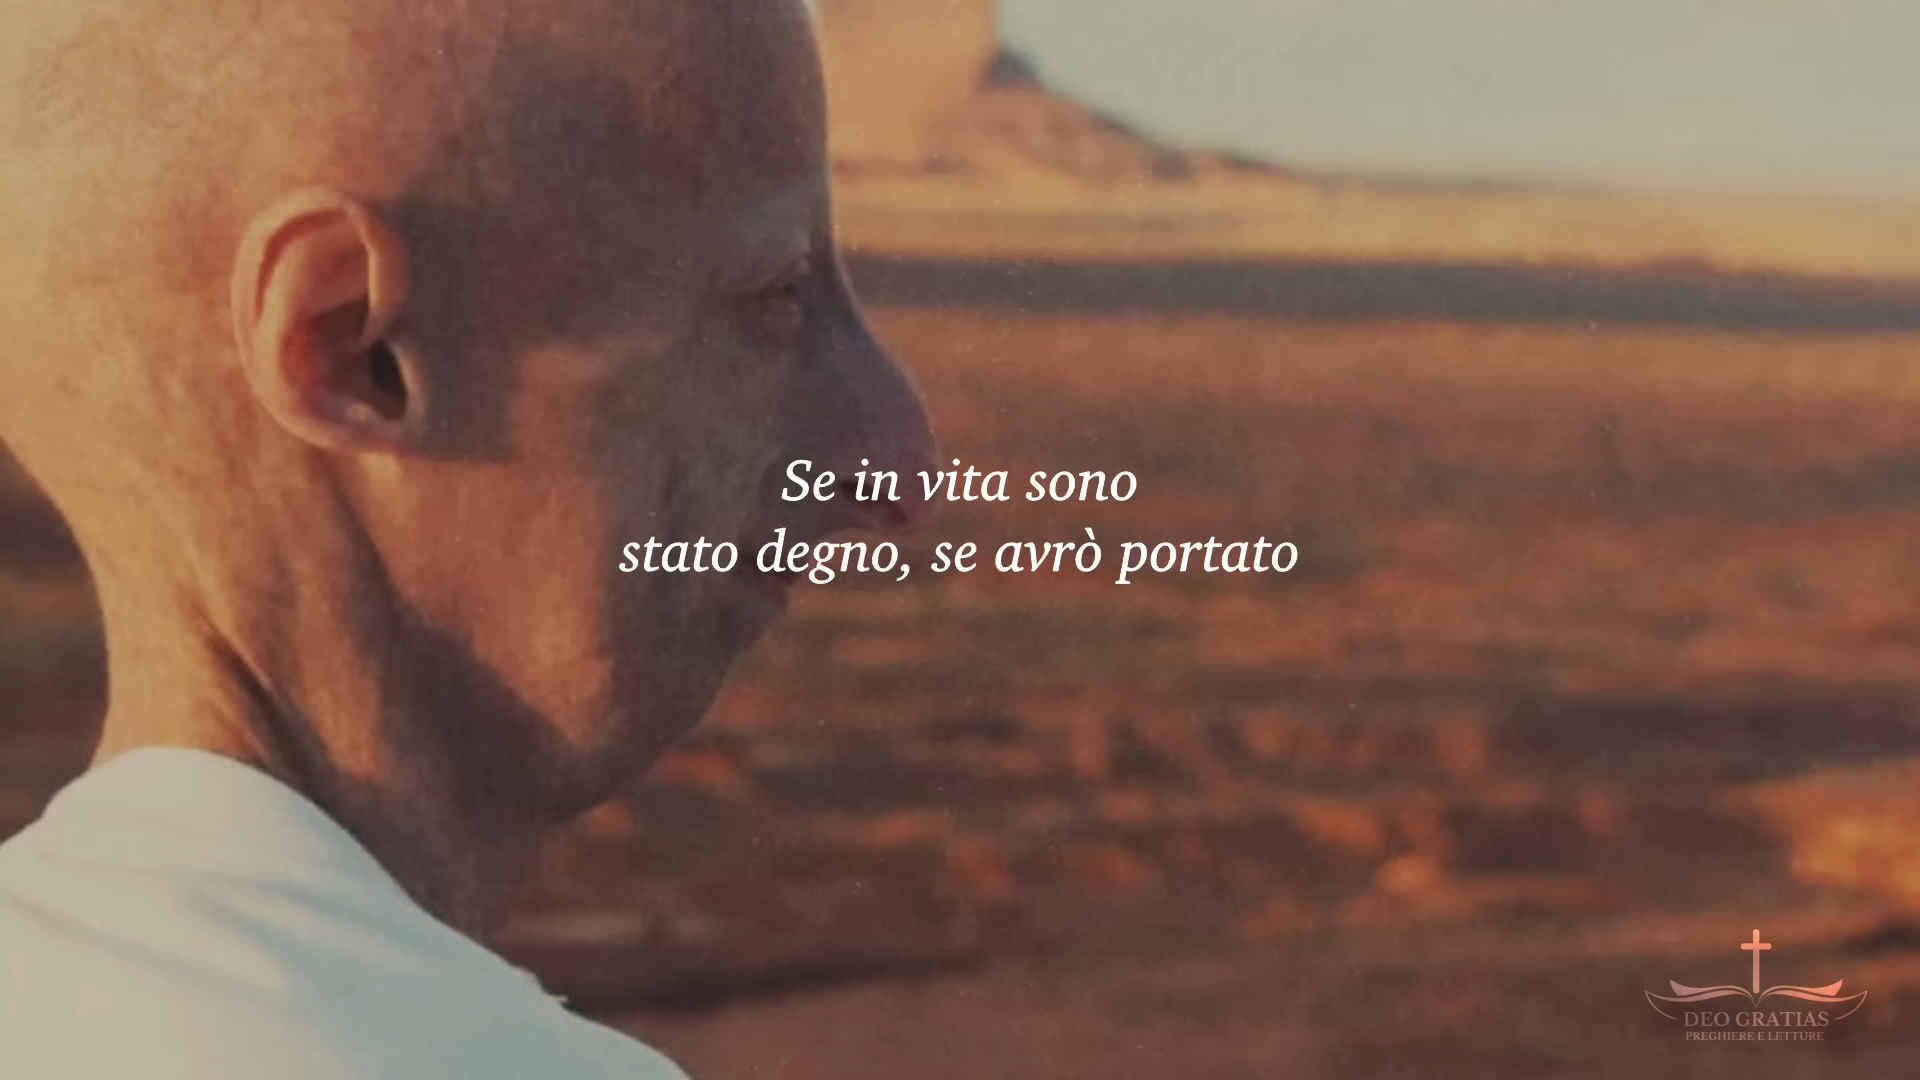 Se in vita sono
stato degno, se avrò portato
DEO GRATIAS
PREGHIERE E LETTURE